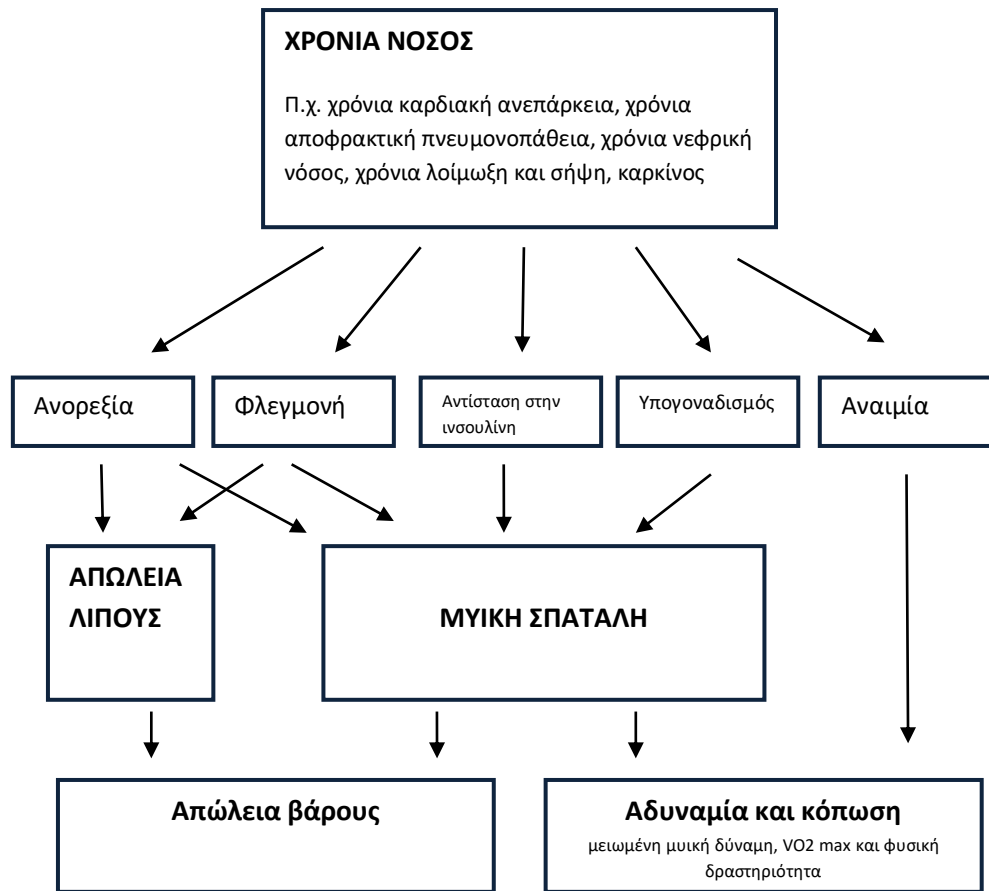 ΧΡΟΝΙΑ ΝΟΣΟΣ
Π.χ. χρόνια καρδιακή ανεπάρκεια, χρόνια
αποφρακτική πνευμονοπάθεια, χρόνια νεφρική
νόσος, χρόνια λοίμωξη και σήψη, καρκίνος
Ανορεξία
Φλεγμονή
Αντίσταση στην
ινσουλίνη
Υπογοναδισμός
Αναιμία
ΑΠΩΛΕΙΑ
ΛΙΠΟΥΣ
ΜΥΙΚΗ ΣΠΑΤΑΛΗ
Απώλεια βάρους
Αδυναμία και κόπωση
μειωμένη μυική δύναμη, VO2 max και φυσική
δραστηριότητα